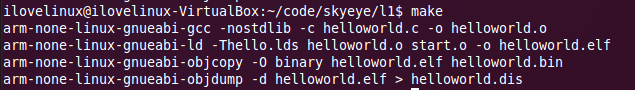 ilovelinux@ilovelinux-VirtualBox:~/code/skyeye/l1$ make
arm-none-linux-gnueabi-gcc -nostdlib -c helloworld.c -o helloworld.o
arm-none-linux-gnueabi-ld -Thello.lds helloworld.o start.o -o helloworld.elf
arm-none-linux-gnueabi-objcopy -O binary helloworld.elf helloworld.bin
arm-none-linux-gnueabi-objdump -d helloworld.elf > helloworld.dis